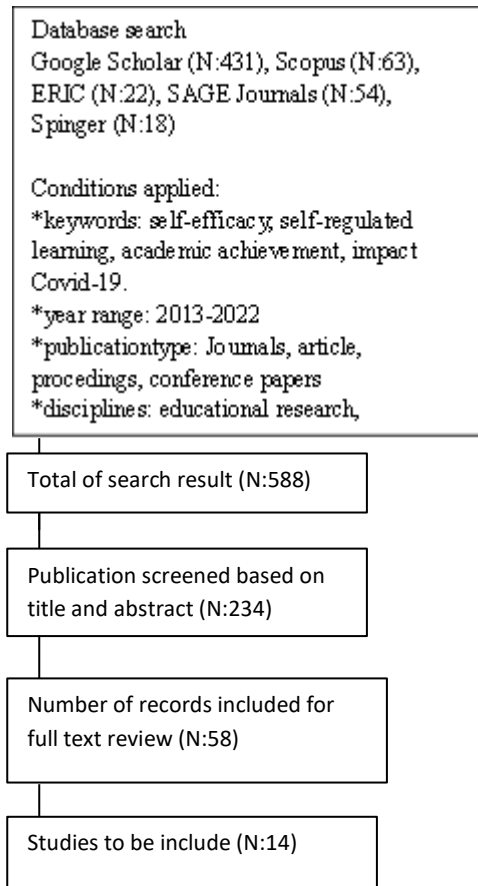 Database search
Google Scholar (N:431), Scopus (N:63),
ERIC (N:22), SAGE Journals (N:54),
Spinger (N:18)
Conditions applied:
*keywords: self-efficacy, self-regulated
learning, academic achievement, impact
Covid-19.
*year range: 2013-2022
*publicationtype: Journals, article,
procedings, conference papers
*disciplines: educational research,
Total of search result (N:588)
Publication screened based on
title and abstract (N:234)
Number of records included for
full text review (N:58)
Studies to be include (N:14)